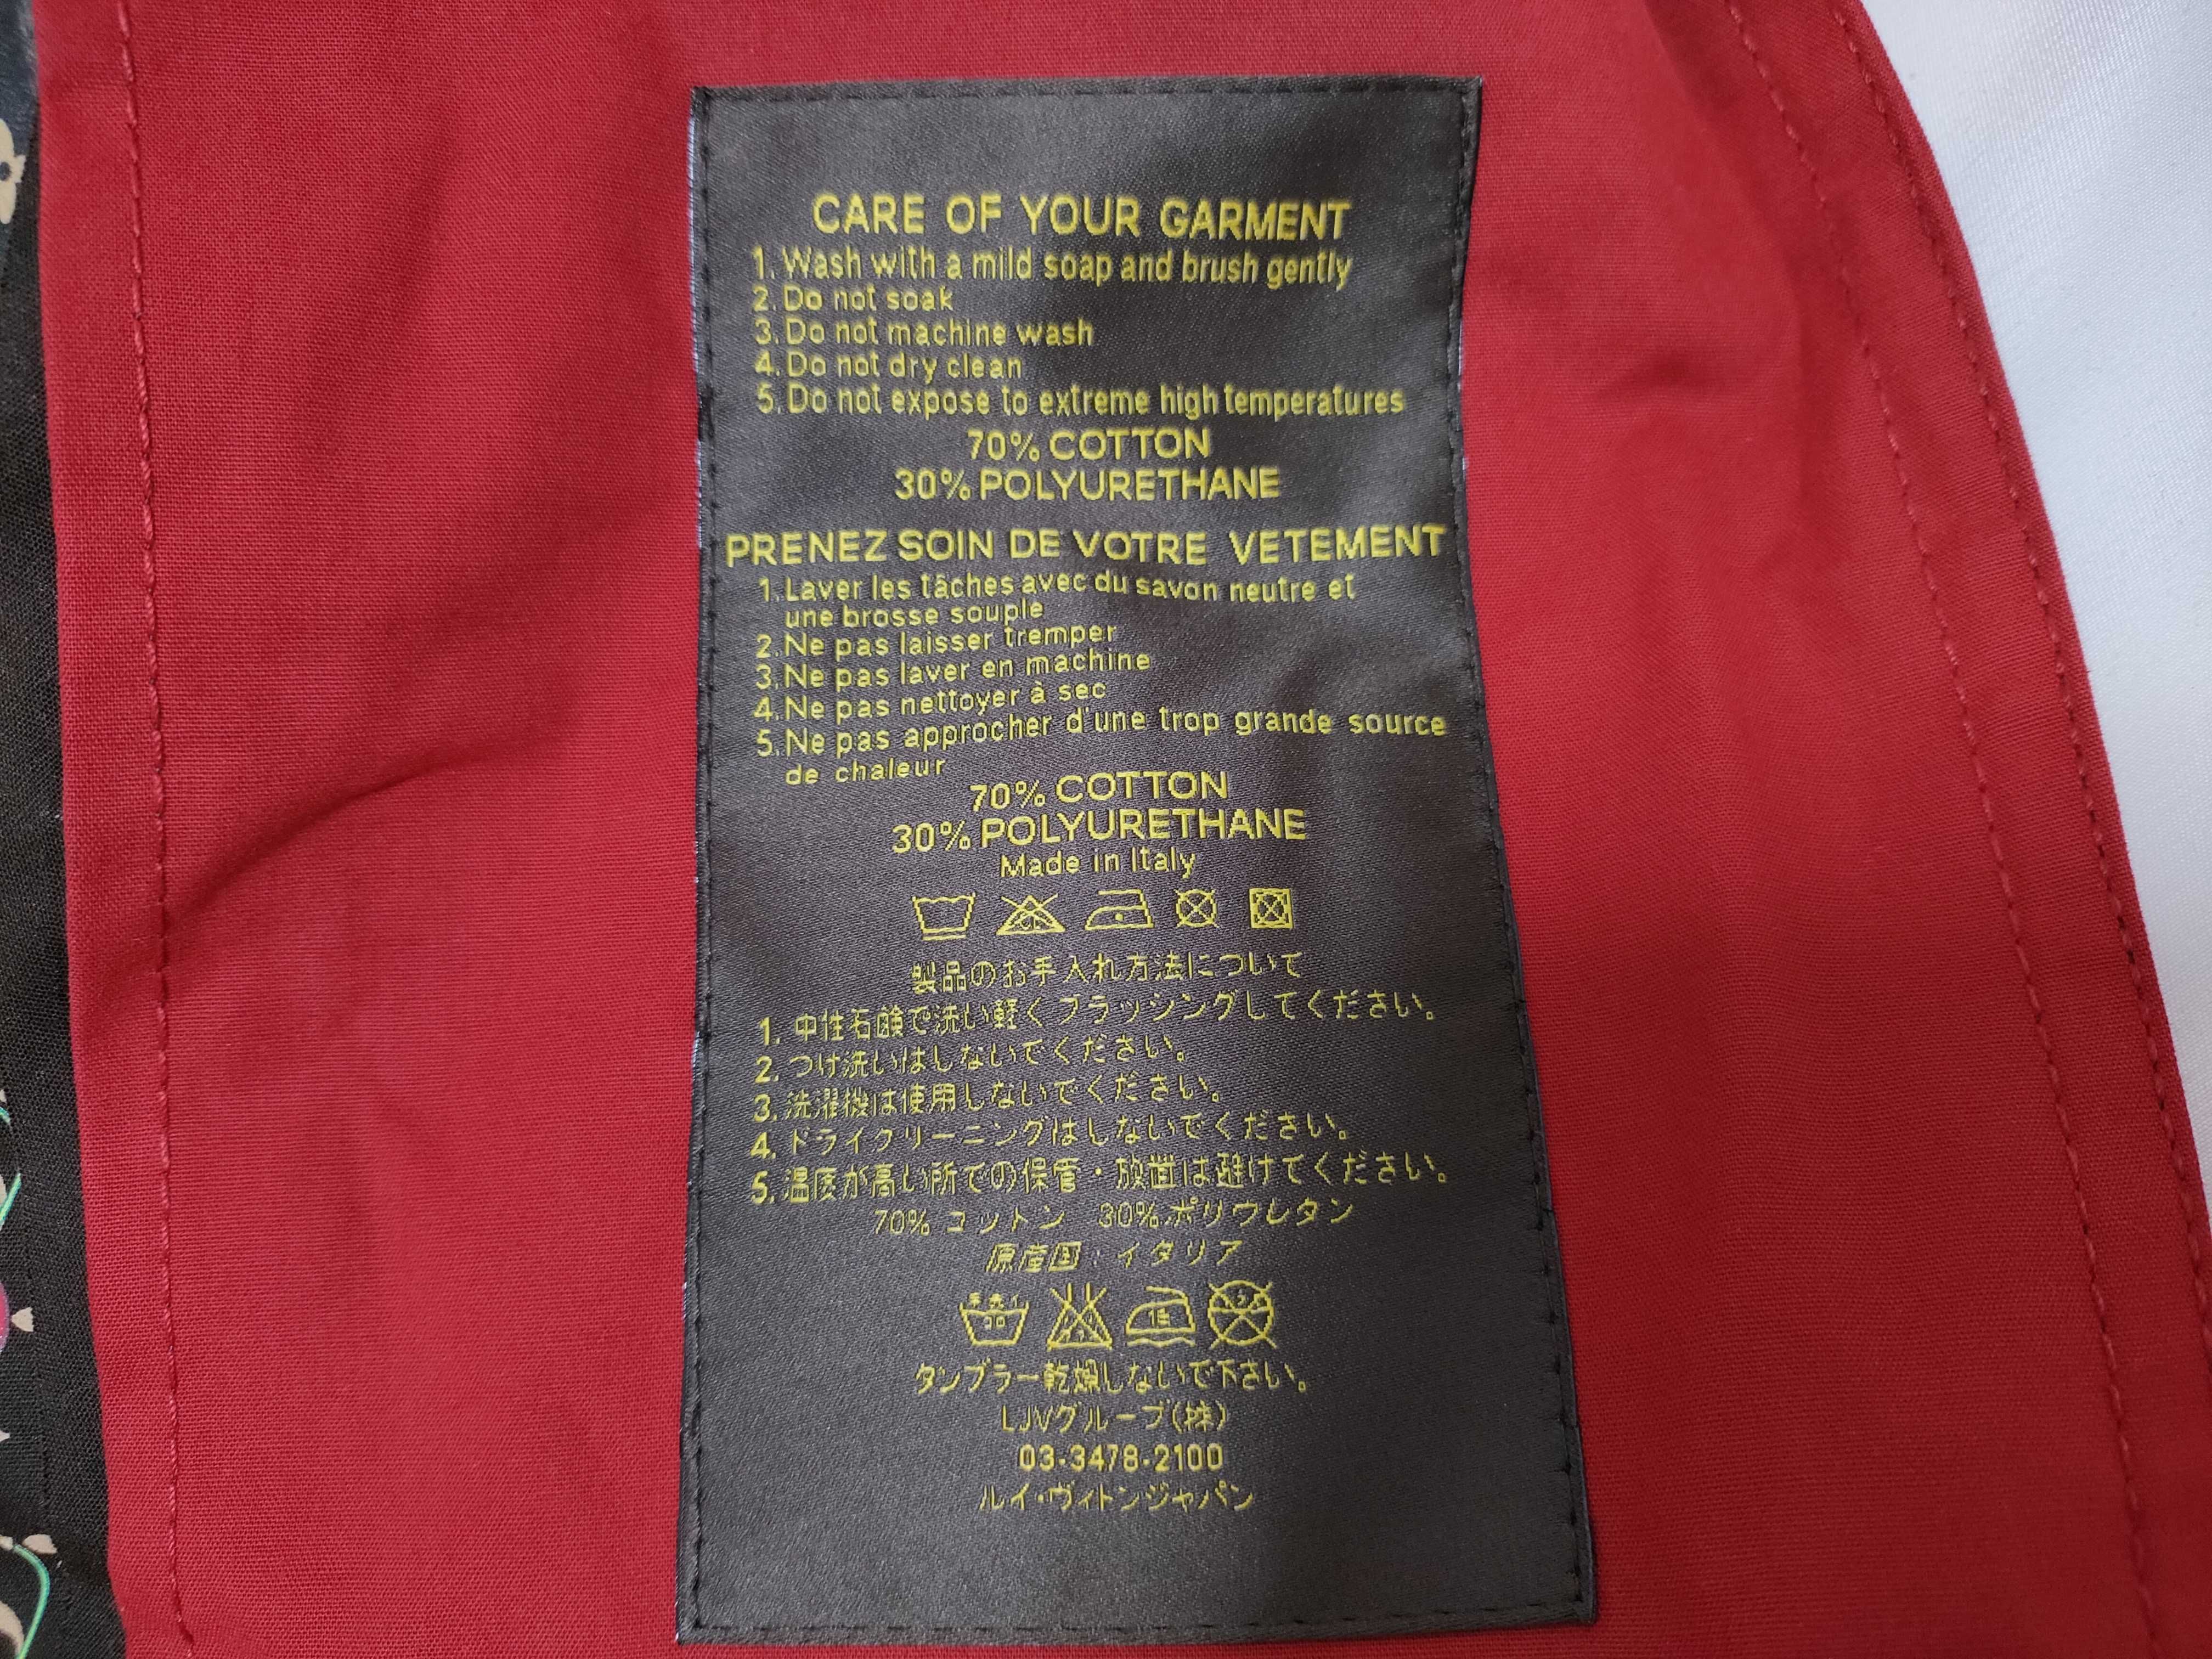 CARE OF YOUR GARMENT
1. Wash with a mild soap and brush gently
2. Do not soak
3. Do not machine wash
4. Do not dry clean
5. Do not expose to extreme high temperatures
70% COTTON
30% POLYURETHANE
PRENEZ SOIN DE VOTRE VETEMENT
1. Laver les tâches avec du savon neutre et
une brosse souple
2. Ne pas laisser tremper
3. Ne pas laver en machine
4. Ne pas nettoyer à sec
5. Ne pas approcher d'une trop grande source
de chaleur
70% COTTON
30% POLYURETHANE
Made in Italy
製品のお手入れ方法について
1. 中性石鹸で洗い軽くブラッシングしてください。
2. つけ洗いはしないでください。
3. 洗濯機は使用しないでください。
4. ドライクリーニングはしないでください。
5. 温度が高い所での保管・放置は避けてください。
70% コットン 30% ポリウレタン
原産国：イタリア
タンブラー乾燥しないで下さい。
LJVグループ(株)
03-3478-2100
ルイ・ヴィトンジャパン